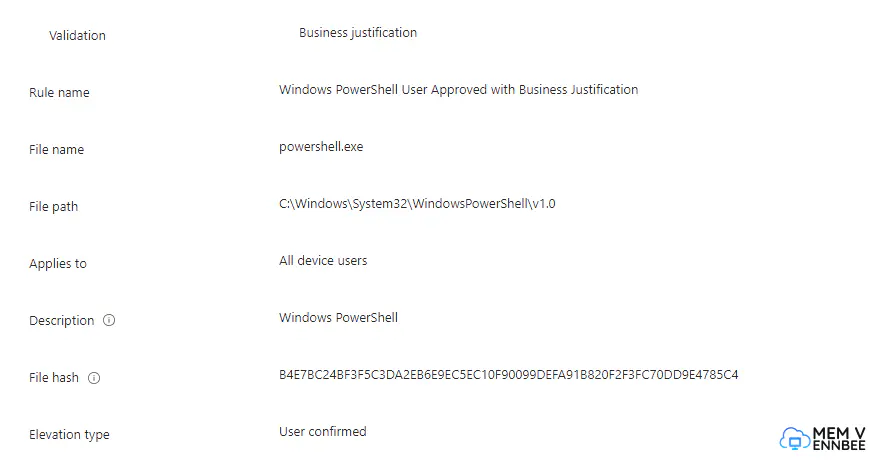 Validation Business justification
Rule name Windows PowerShell User Approved with Business Justification
File name powershell.exe
File path C:\Windows\System32\WindowsPowerShell\v1.0
Applies to All device users
Description Windows PowerShell
File hash B4E7BC24BF3F5C3DA2EB6E9EC5EC10F90099DEFA91B820F2F3FC70DD9E4785C4
Elevation type User confirmed
MEM V
ENNBEE